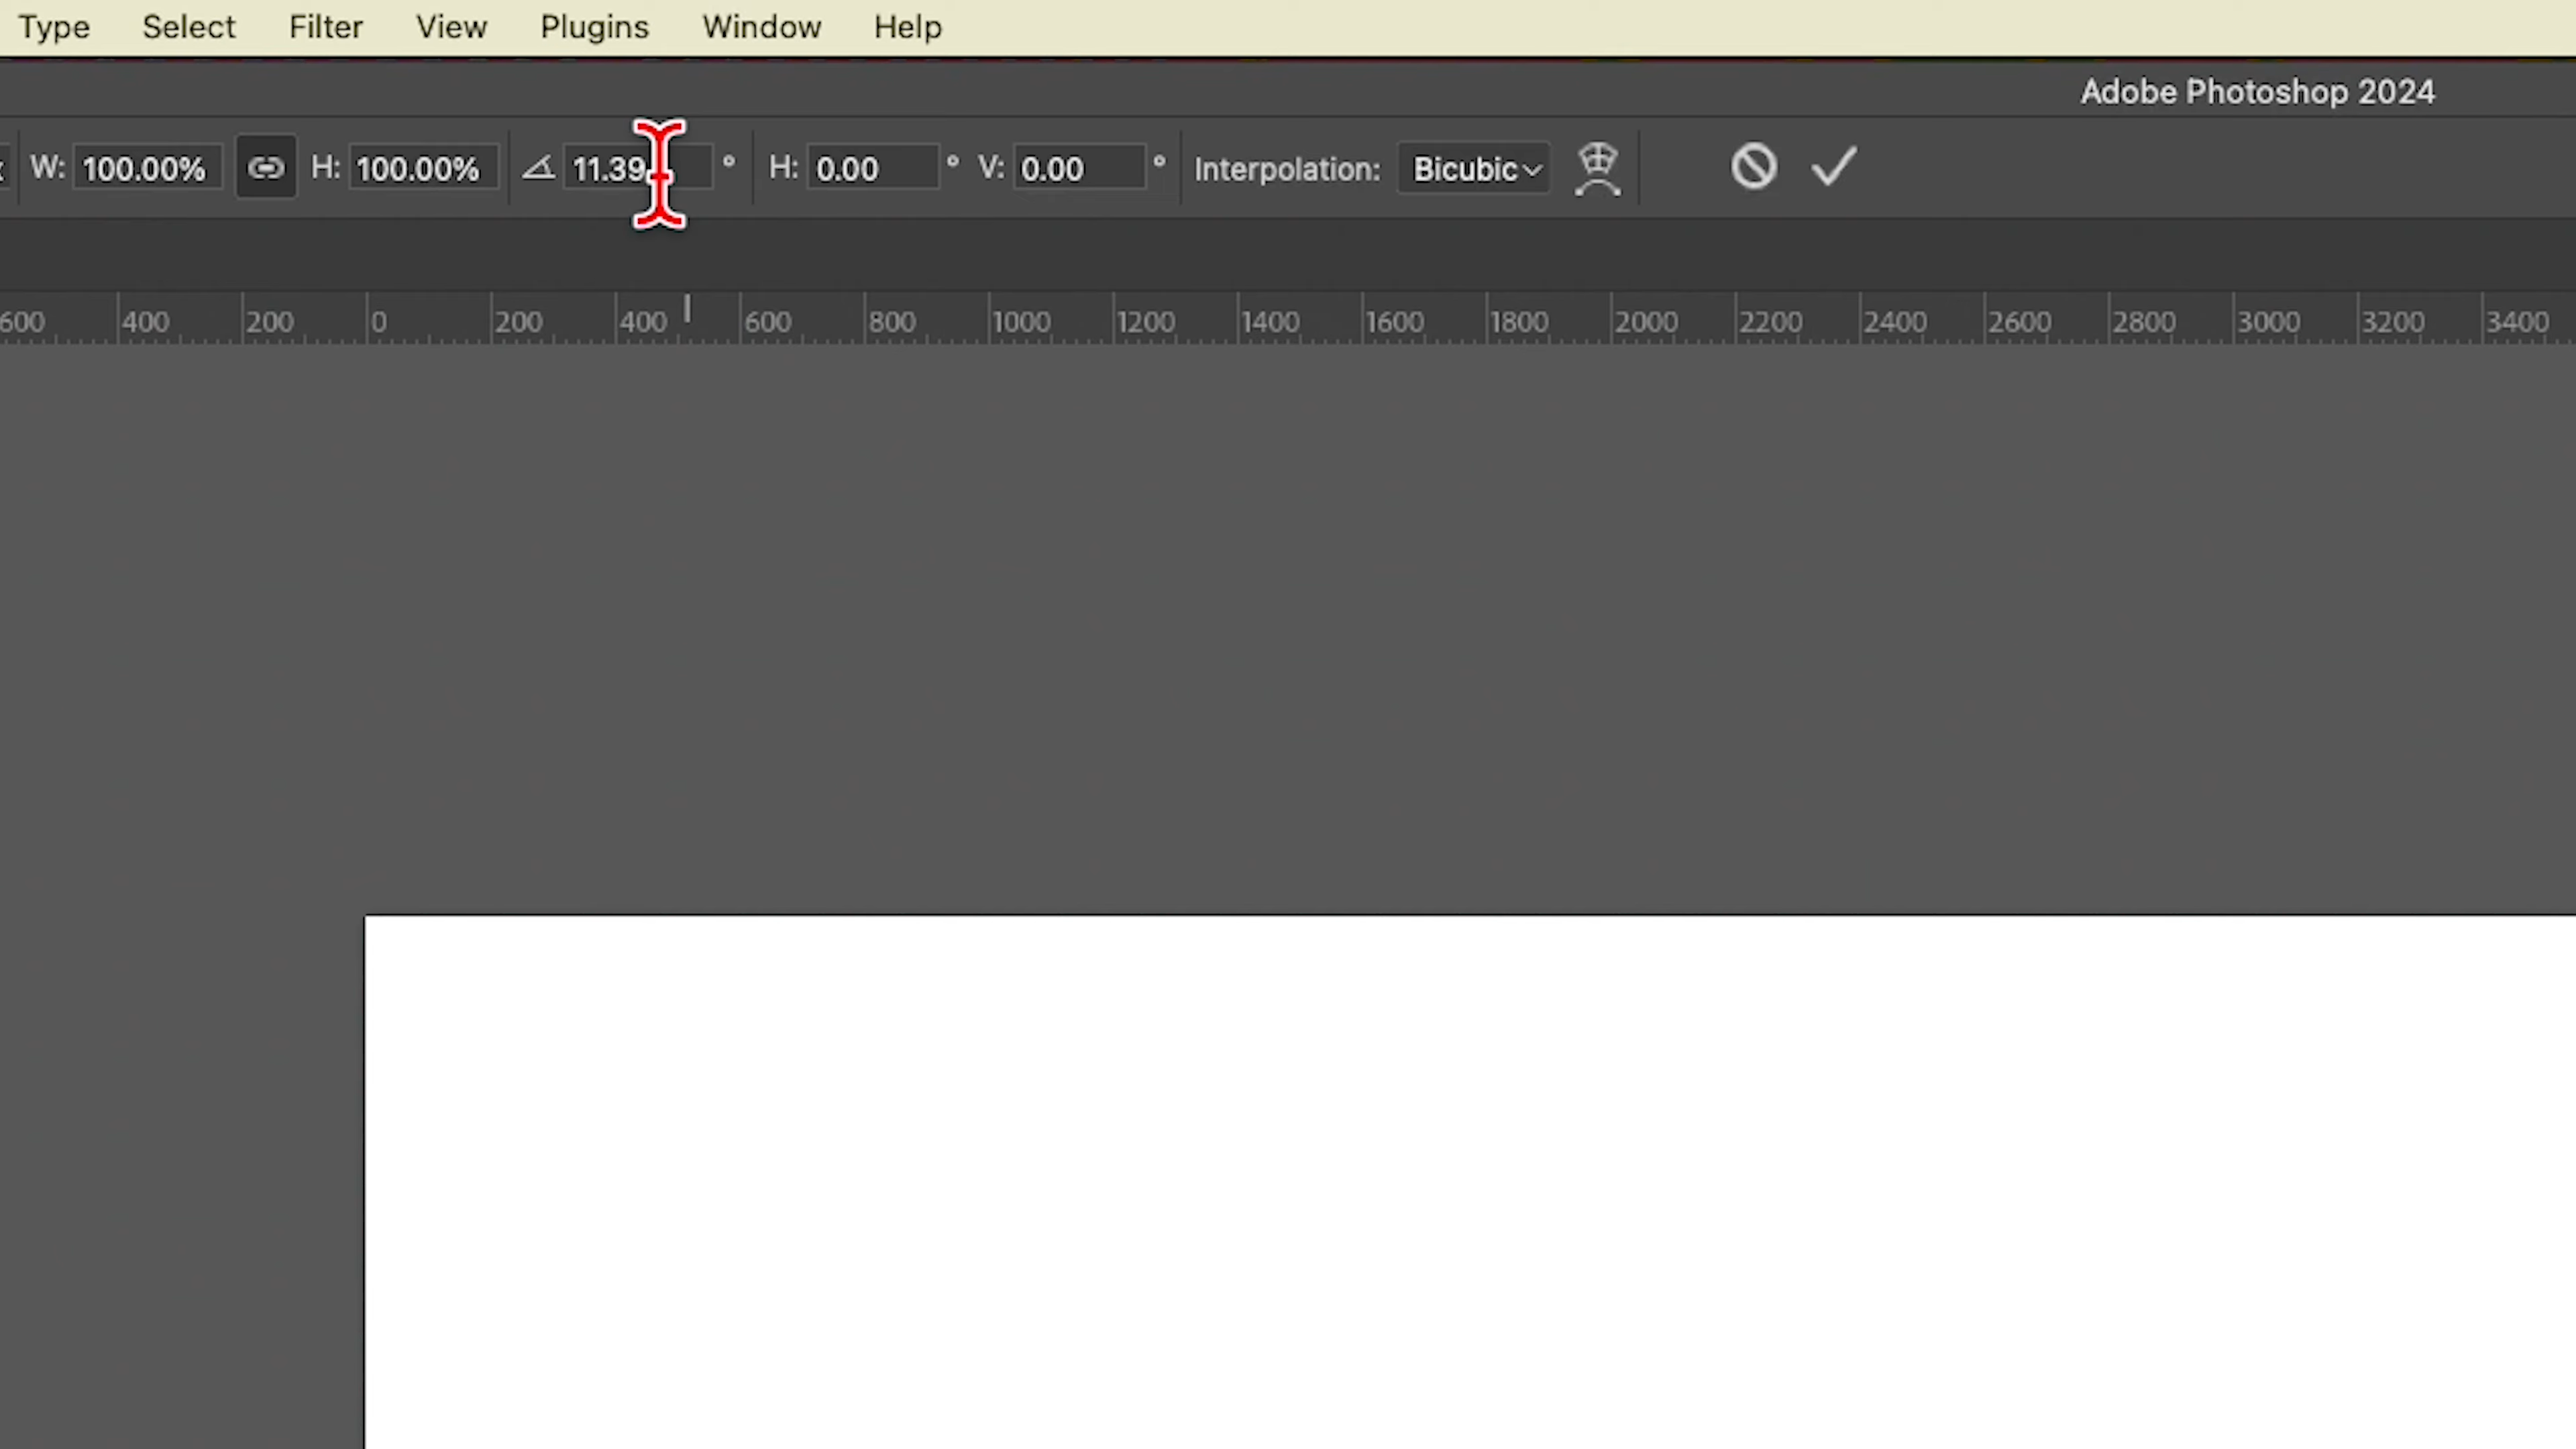 Type Select Filter View Plugins Window Help
Adobe Photoshop 2024
W: 100.00% H: 100.00% 11.39 ° H: 0.00 ° V: 0.00 ° Interpolation: Bicubic
600 400 200 0 200 400 600 800 1000 1200 1400 1600 1800 2000 2200 2400 2600 2800 3000 3200 3400